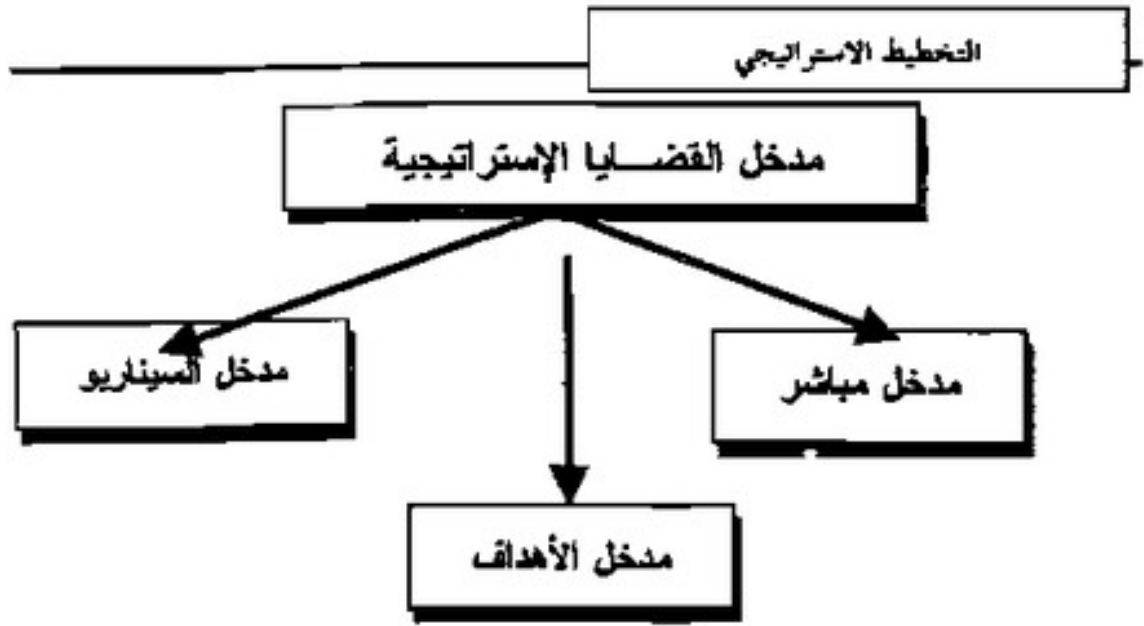 التخطيط الاستراتيجي
مدخل القضـــايا الإستراتيجية
مدخل مباشر
مدخل السيناريو
مدخل الأهداف